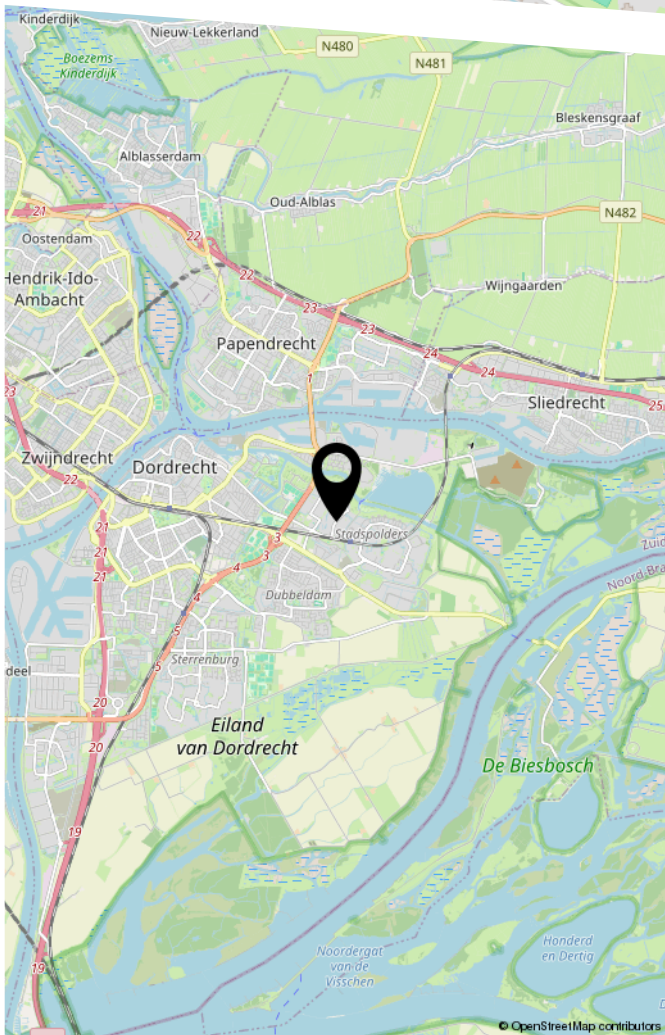 Kinderdijk
Nieuw-Lekkerland
N480
N481
Boezems
Kinderdijk
Bleskensgraaf
Alblasserdam
Oud-Alblas
21
22
N482
Oostendam
22
Hendrik-Ido-
Ambacht
Wijngaarden
23
23
Papendrecht
24
24
1
23
Sliedrecht
25
Zwijndrecht
Dordrecht
22
21
3
Stadspolders
21
3
4
21
4
Dubbeldam
5
Sterrenburg
5
deel
20
20
Eiland
van Dordrecht
De Biesbosch
19
Noordergat
van de
Visschen
Honderd
en Dertig
19
© OpenStreetMap contributors